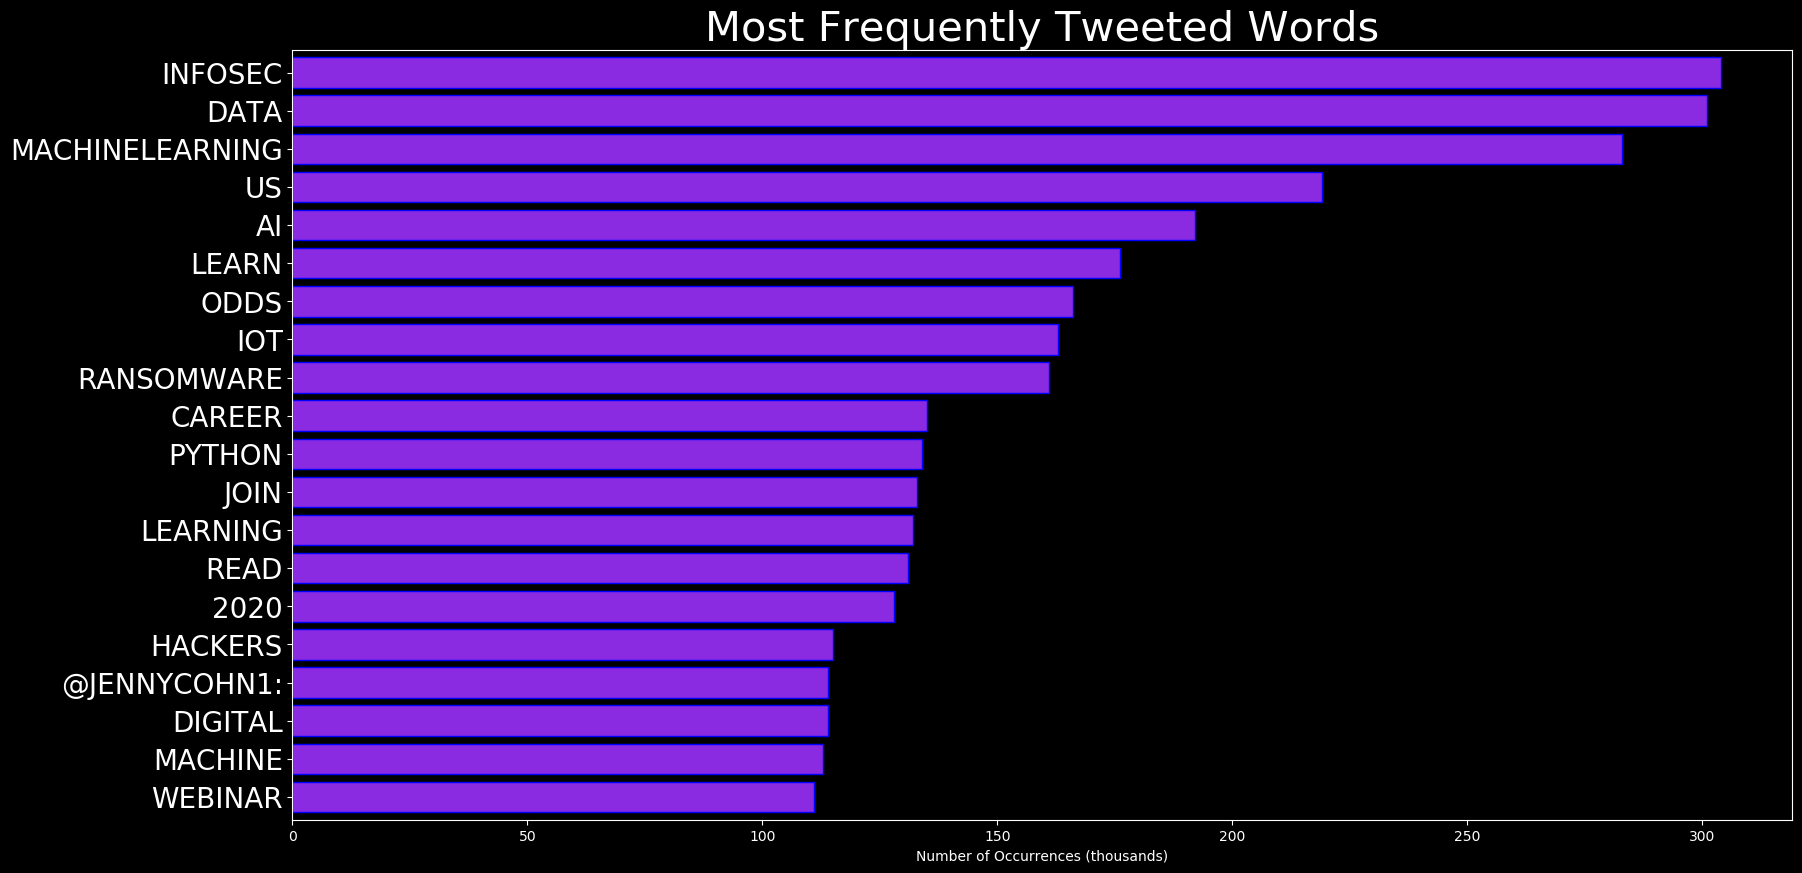 Most Frequently Tweeted Words
INFOSEC
DATA
MACHINELEARNING
US
AI
LEARN
ODDS
IOT
RANSOMWARE
CAREER
PYTHON
JOIN
LEARNING
READ
2020
HACKERS
@JENNYCOHN1:
DIGITAL
MACHINE
WEBINAR
0 50 100 150 200 250 300
Number of Occurrences (thousands)